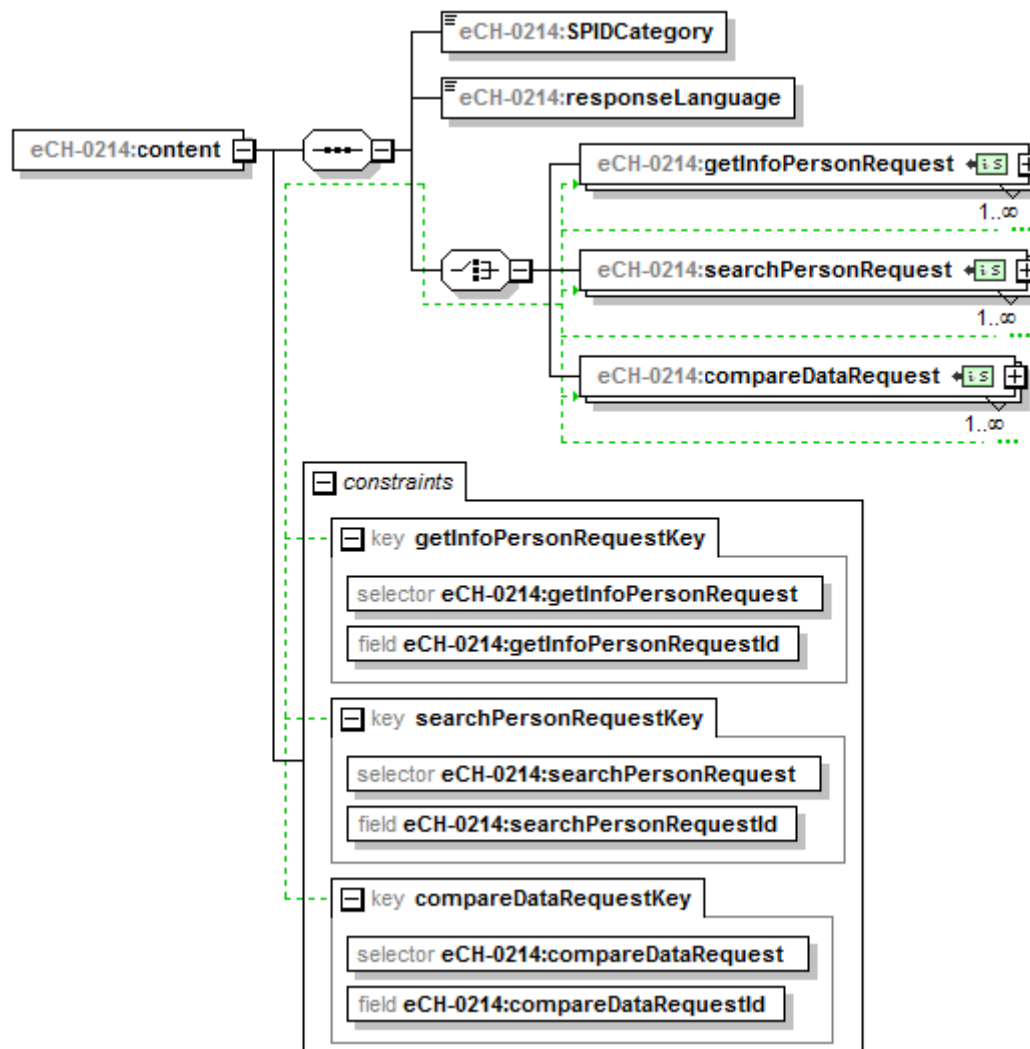 eCH-0214:SPIDCategory
eCH-0214:responseLanguage
eCH-0214:content
eCH-0214:getInfoPersonRequest
1..∞
eCH-0214:searchPersonRequest
1..∞
eCH-0214:compareDataRequest
1..∞
constraints
key getInfoPersonRequestKey
selector eCH-0214:getInfoPersonRequest
field eCH-0214:getInfoPersonRequestId
key searchPersonRequestKey
selector eCH-0214:searchPersonRequest
field eCH-0214:searchPersonRequestId
key compareDataRequestKey
selector eCH-0214:compareDataRequest
field eCH-0214:compareDataRequestId